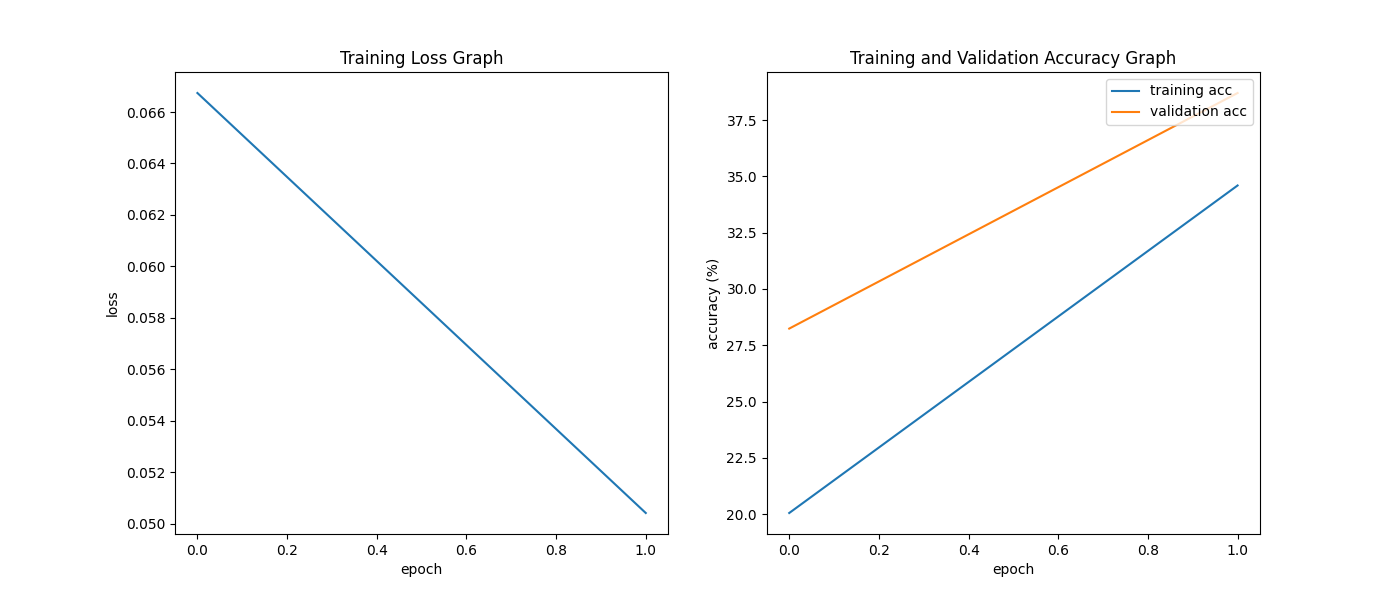 Training Loss Graph
0.066
0.064
0.062
0.060
0.058
0.056
0.054
0.052
0.050
loss
0.0 0.2 0.4 0.6 0.8 1.0
epoch
Training and Validation Accuracy Graph
training acc
validation acc
37.5
35.0
32.5
30.0
27.5
25.0
22.5
20.0
accuracy (%)
0.0 0.2 0.4 0.6 0.8 1.0
epoch